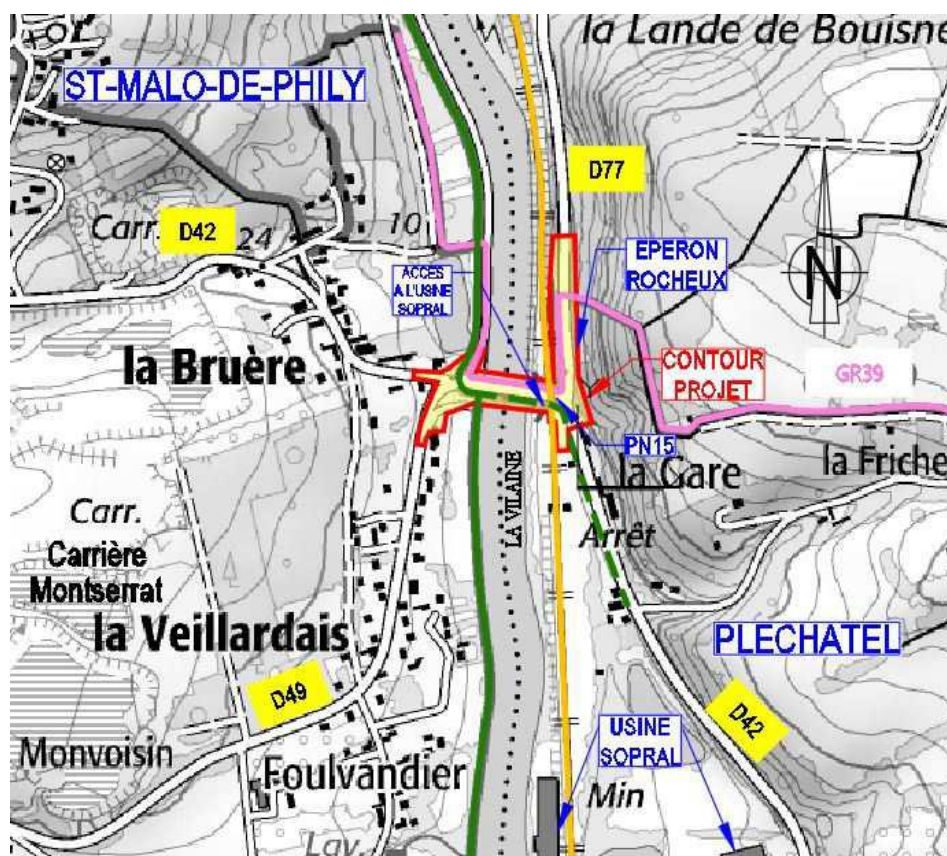 la Lande de Bouisne
ST-MALO-DE-PHILY
D77
Carr.
D42
24
10
EPERON
ROCHEUX
ACCES
A L'USINE
SOPRAL
N
la Bruère
CONTOUR
PROJET
GR39
PN15
la Gare
la Friche
LA VILAINE
Carr.
Arrêt
Carrière
Montserrat
la Veillardais
PLECHATEL
D49
D42
USINE
SOPRAL
Monvoisin
Foulvandier
Min
Lav.